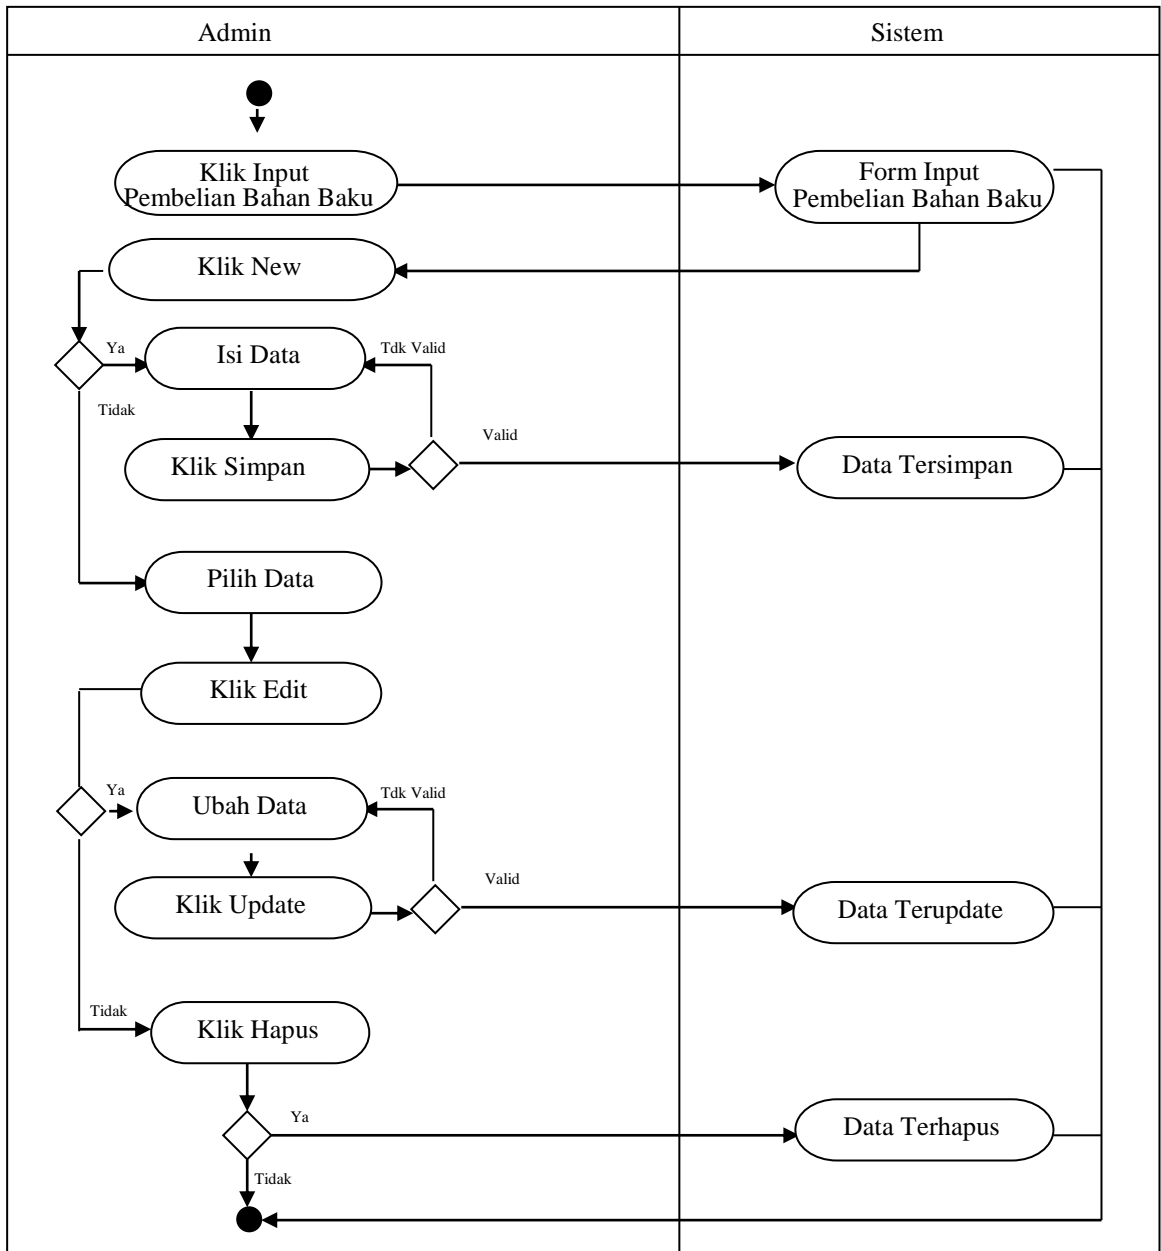 Admin
Sistem
Klik Input
Pembelian Bahan Baku
Form Input
Pembelian Bahan Baku
Klik New
Ya
Isi Data
Tdk Valid
Tidak
Klik Simpan
Valid
Data Tersimpan
Pilih Data
Klik Edit
Ya
Ubah Data
Tdk Valid
Klik Update
Valid
Data Terupdate
Tidak
Klik Hapus
Ya
Data Terhapus
Tidak